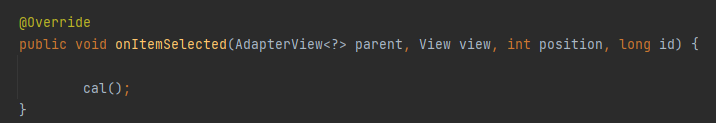 @Override
public void onItemSelected(AdapterView<?> parent, View view, int position, long id) {
cal();
}